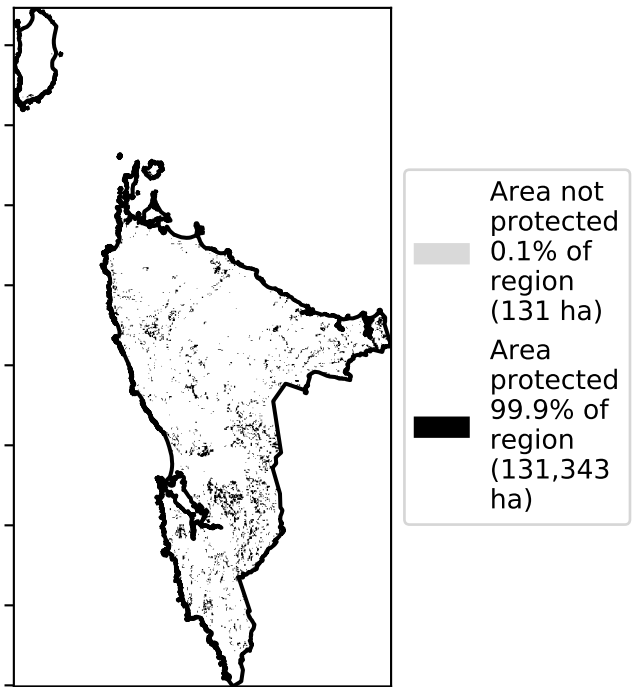 Area not
protected
0.1% of
region
(131 ha)
Area
protected
99.9% of
region
(131,343
ha)